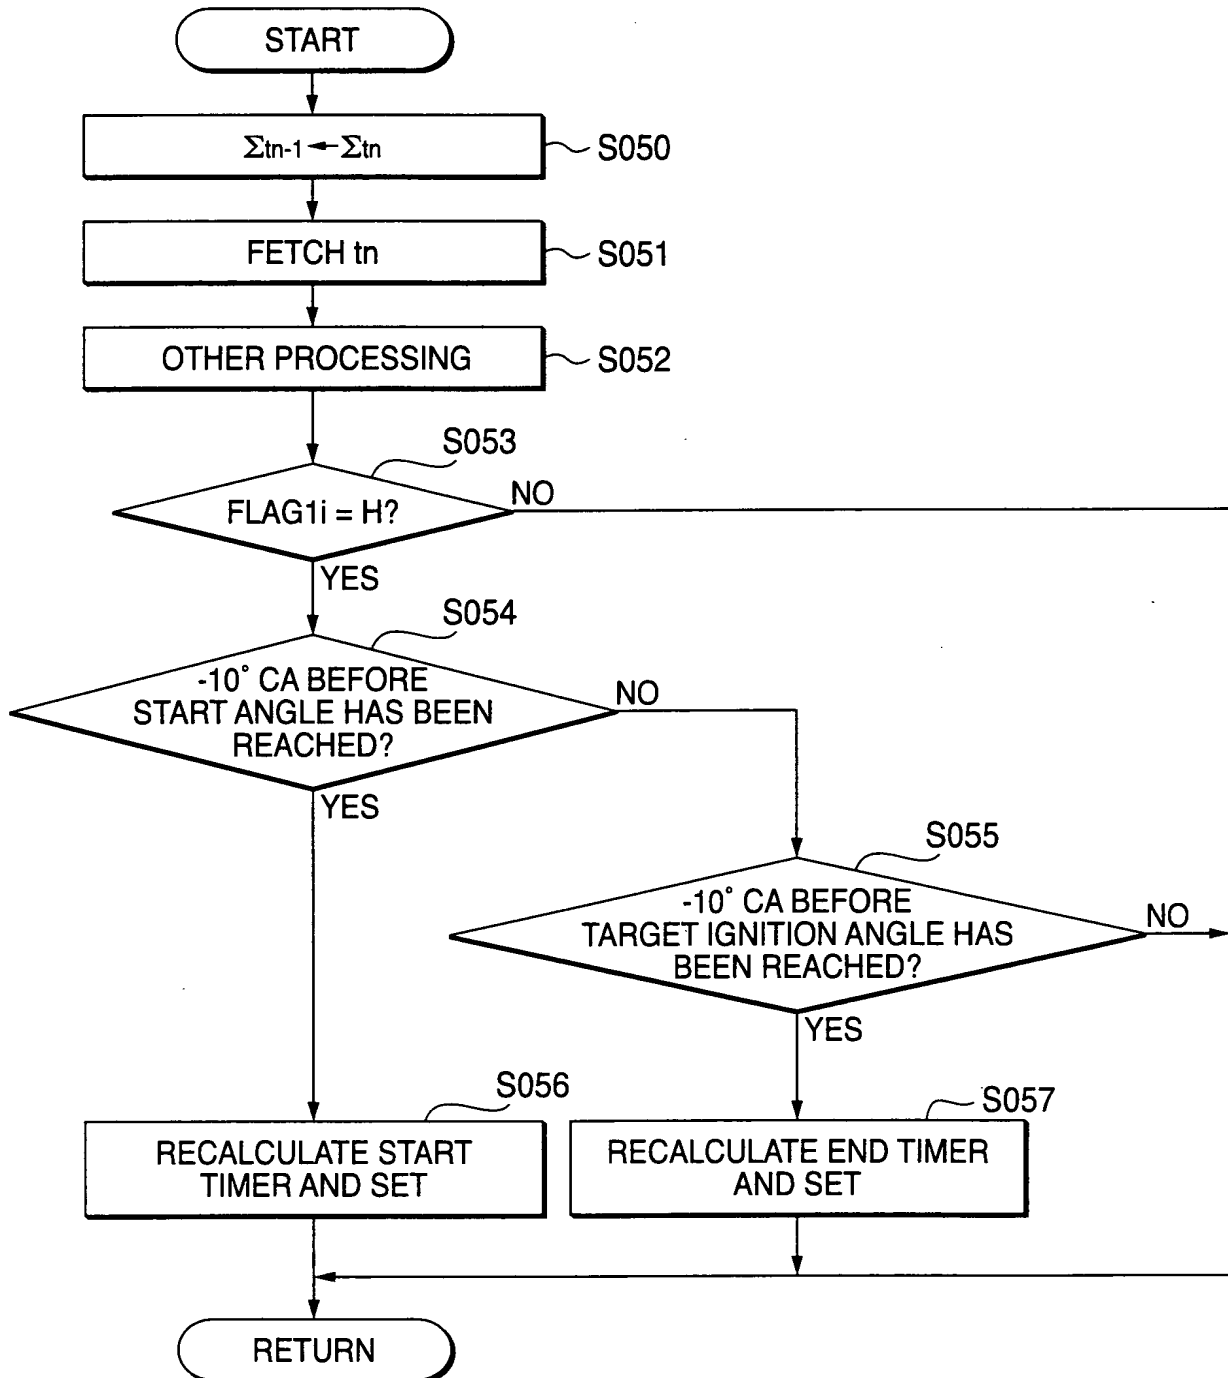 START
Σtn-1 ← Σtn
S050
FETCH tn
S051
OTHER PROCESSING
S052
S053
FLAG1i = H?
NO
YES
S054
-10° CA BEFORE
START ANGLE HAS BEEN
REACHED?
NO
YES
S055
-10° CA BEFORE
TARGET IGNITION ANGLE HAS
BEEN REACHED?
NO
YES
S056
RECALCULATE START
TIMER AND SET
S057
RECALCULATE END TIMER
AND SET
RETURN